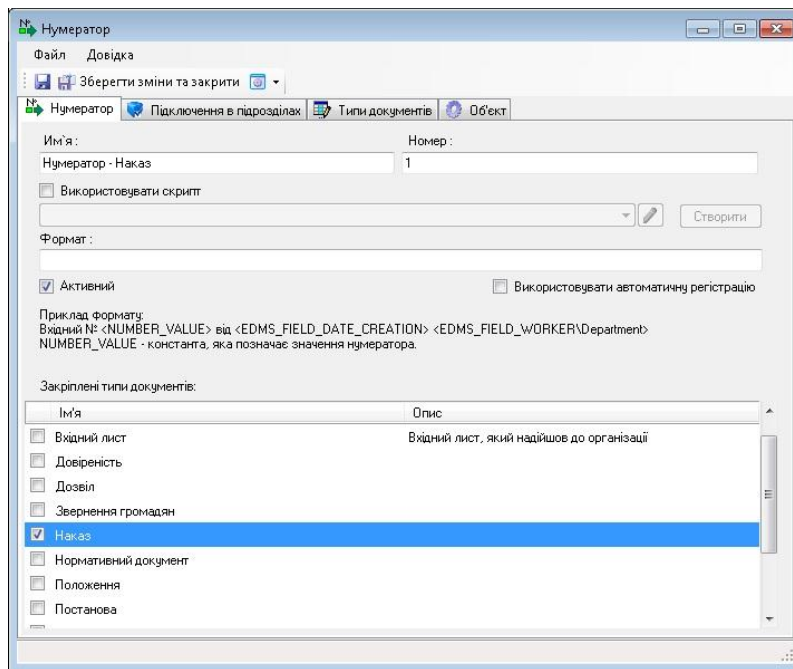 Нумератор
Файл Довідка
Зберегти зміни та закрити
Нумератор Підключення в підрозділах Типи документів Об'єкт
Им`я : Номер :
Нумератор - Наказ 1
Використовувати скрипт
Створити
Формат :
Активний Використовувати автоматичну регістрацію
Приклад формату:
Вхідний № <NUMBER_VALUE> від <EDMS_FIELD_DATE_CREATION> <EDMS_FIELD_WORKER\Department>
NUMBER_VALUE - константа, яка позначає значення нумератора.
Закріплені типи документів:
Ім'я Опис
Вхідний лист Вхідний лист, який надійшов до організації
Довіреність
Дозвіл
Звернення громадян
Наказ
Нормативний документ
Положення
Постанова